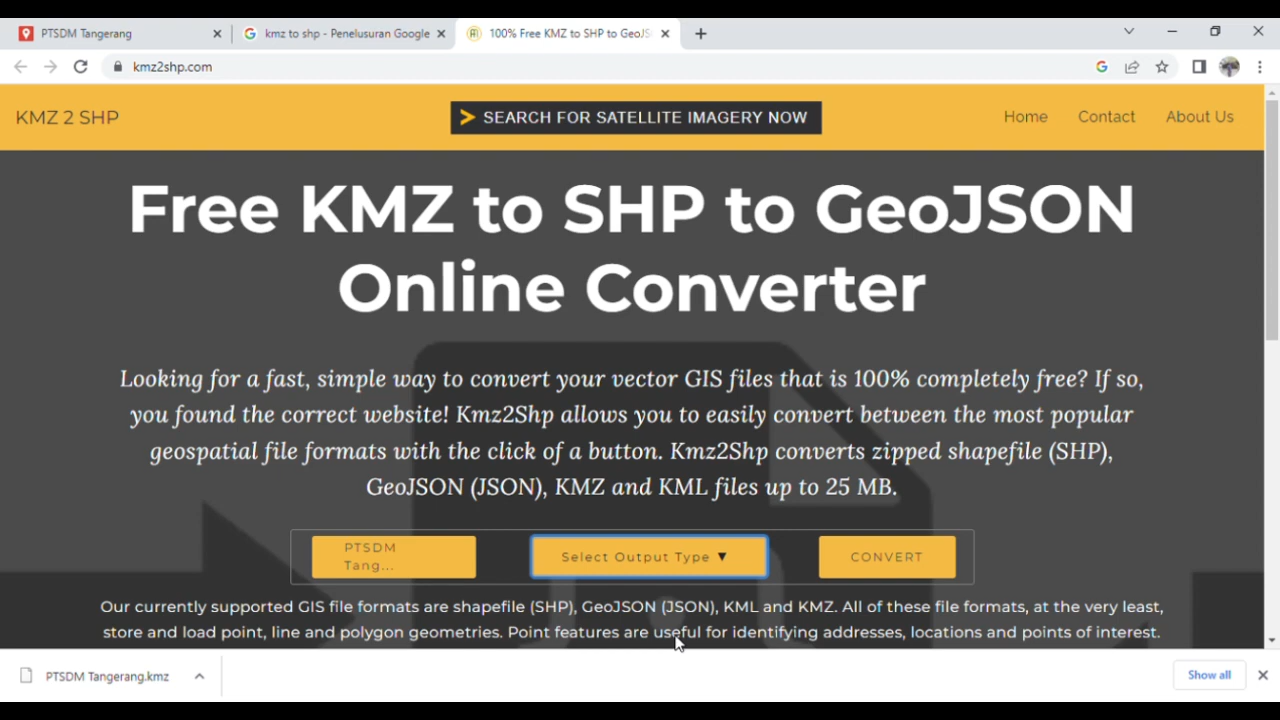 PTSDM Tangerang
kmz to shp - Penelusuran Google
100% Free KMZ to SHP to GeoJS
kmz2shp.com
KMZ 2 SHP
> SEARCH FOR SATELLITE IMAGERY NOW
Home
Contact
About Us
Free KMZ to SHP to GeoJSON
Online Converter
Looking for a fast, simple way to convert your vector GIS files that is 100% completely free? If so,
you found the correct website! Kmz2Shp allows you to easily convert between the most popular
geospatial file formats with the click of a button. Kmz2Shp converts zipped shapefile (SHP),
GeoJSON (JSON), KMZ and KML files up to 25 MB.
PTSDM
Tang...
Select Output Type ▼
CONVERT
Our currently supported GIS file formats are shapefile (SHP), GeoJSON (JSON), KML and KMZ. All of these file formats, at the very least,
store and load point, line and polygon geometries. Point features are useful for identifying addresses, locations and points of interest.
PTSDM Tangerang.kmz
Show all